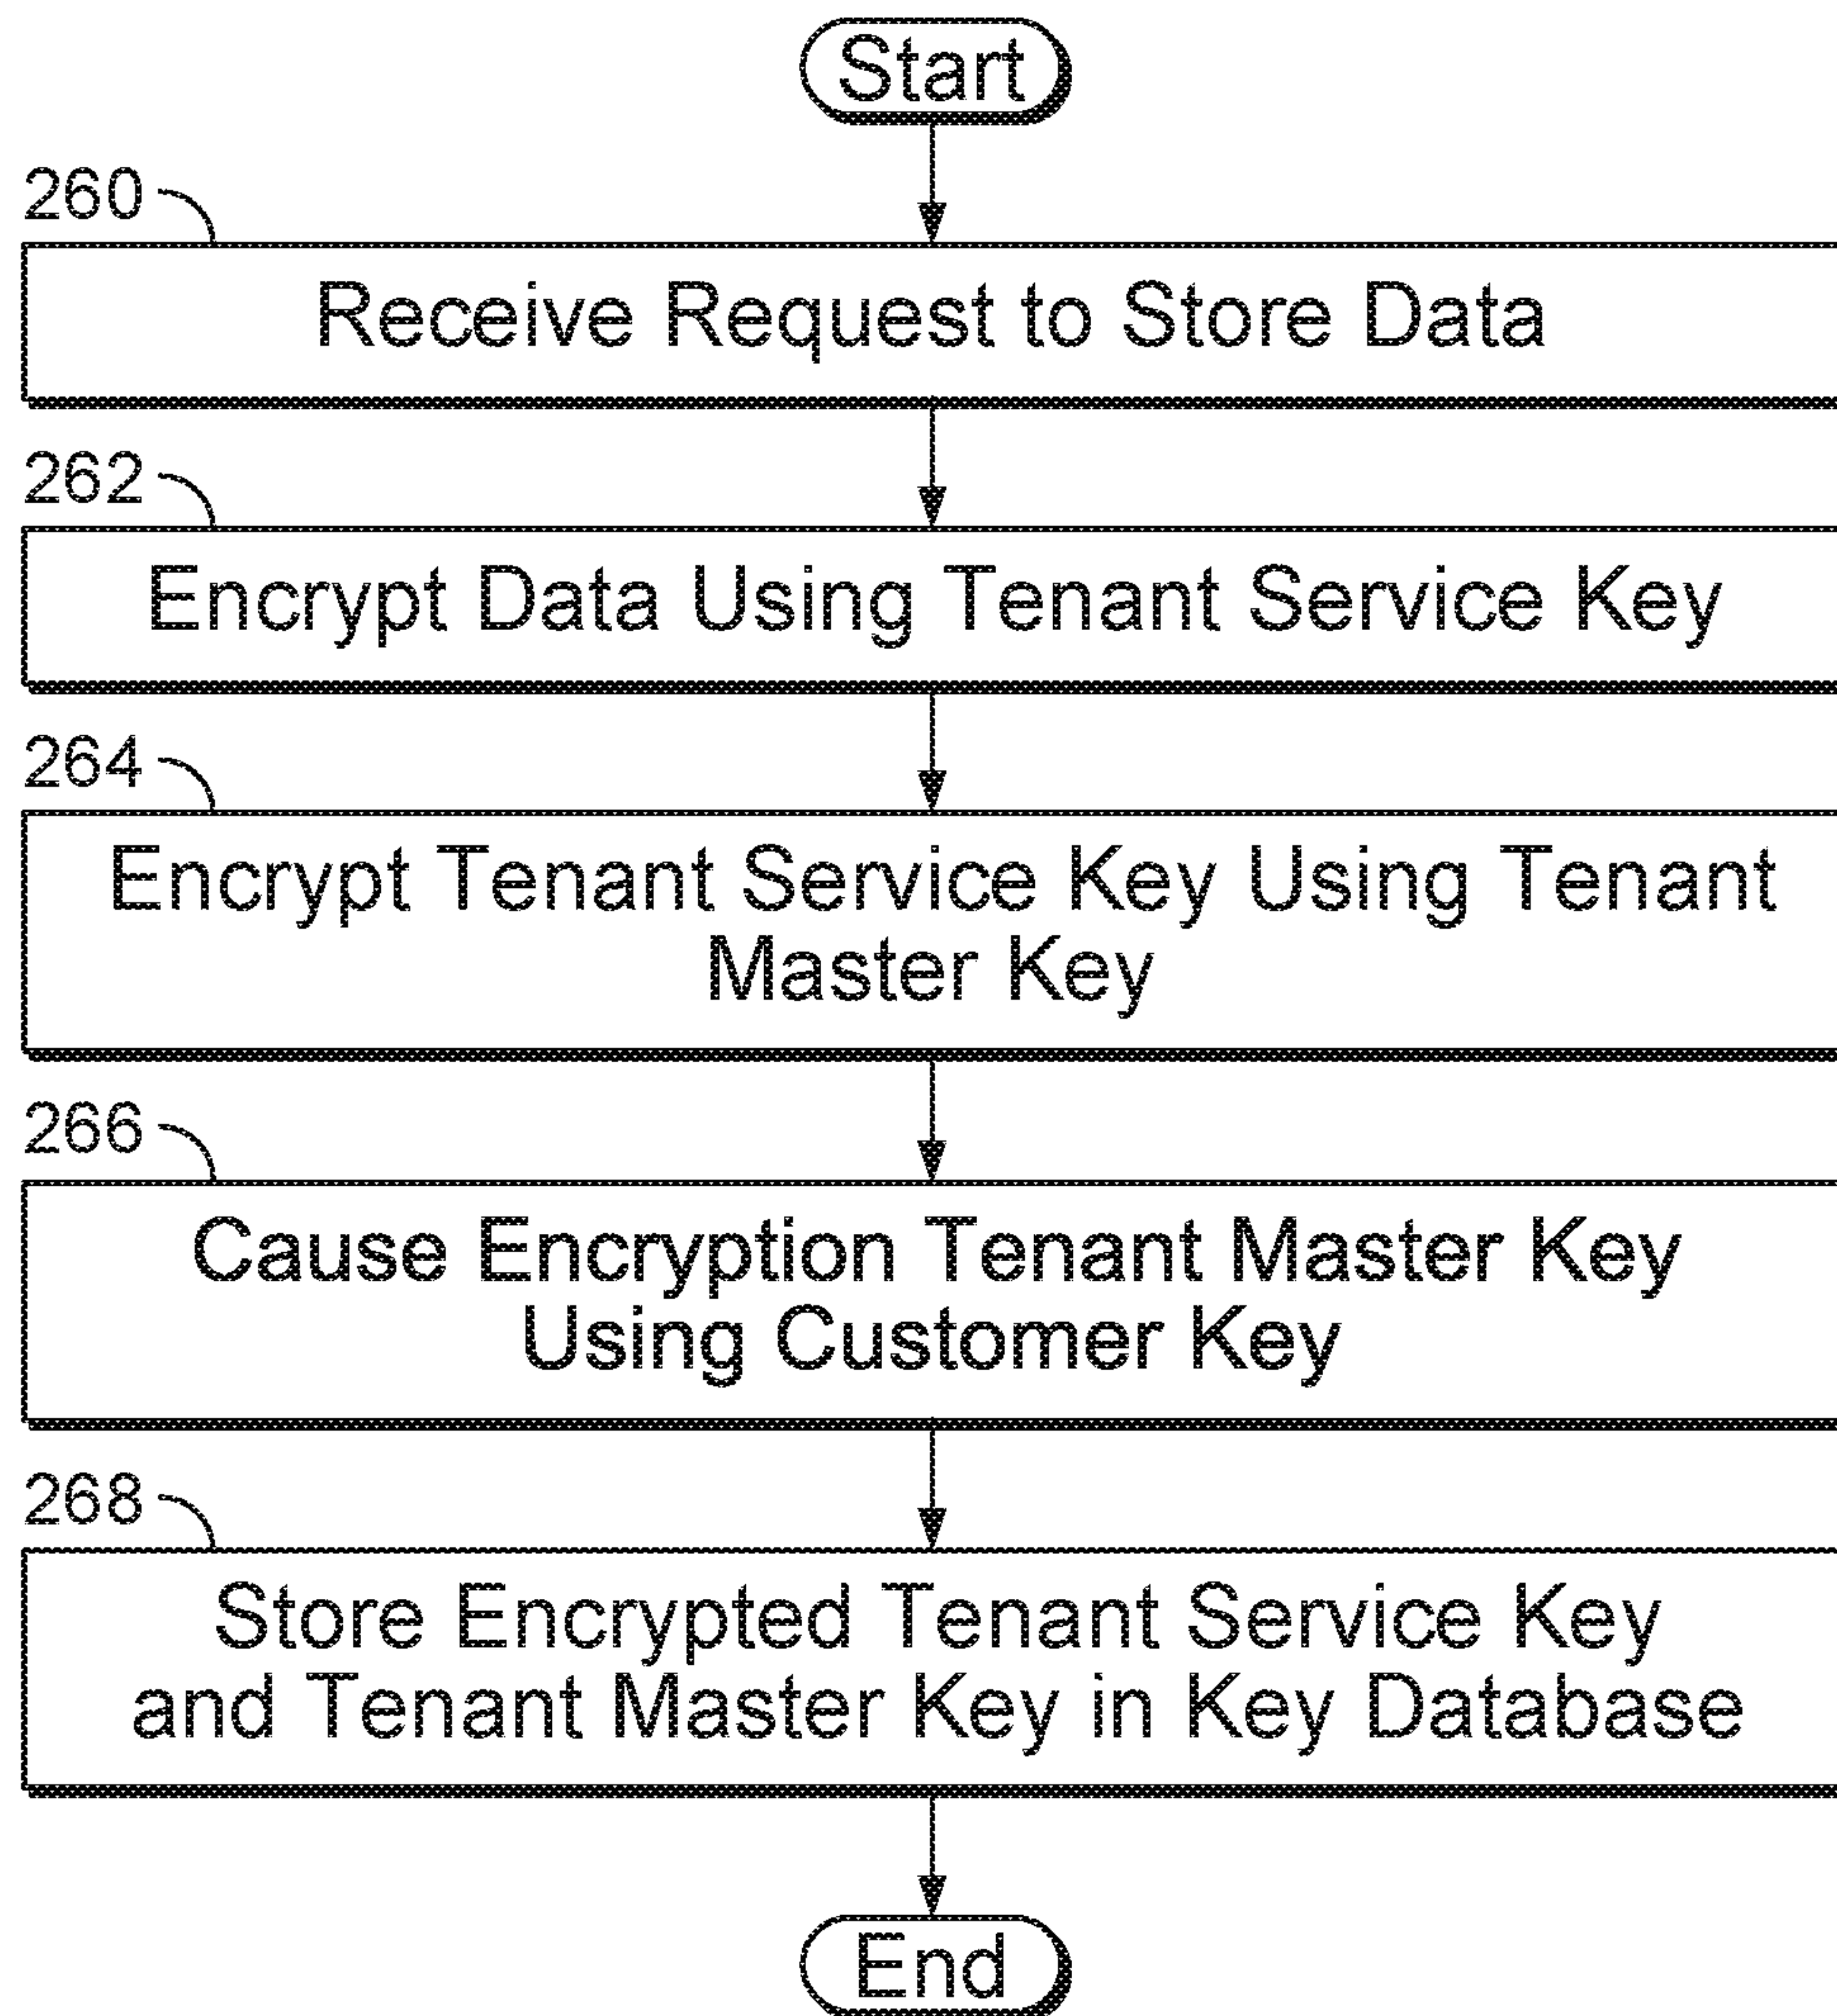 Start
260
Receive Request to Store Data
262
Encrypt Data Using Tenant Service Key
264
Encrypt Tenant Service Key Using Tenant
Master Key
266
Cause Encryption Tenant Master Key
Using Customer Key
268
Store Encrypted Tenant Service Key
and Tenant Master Key in Key Database
End